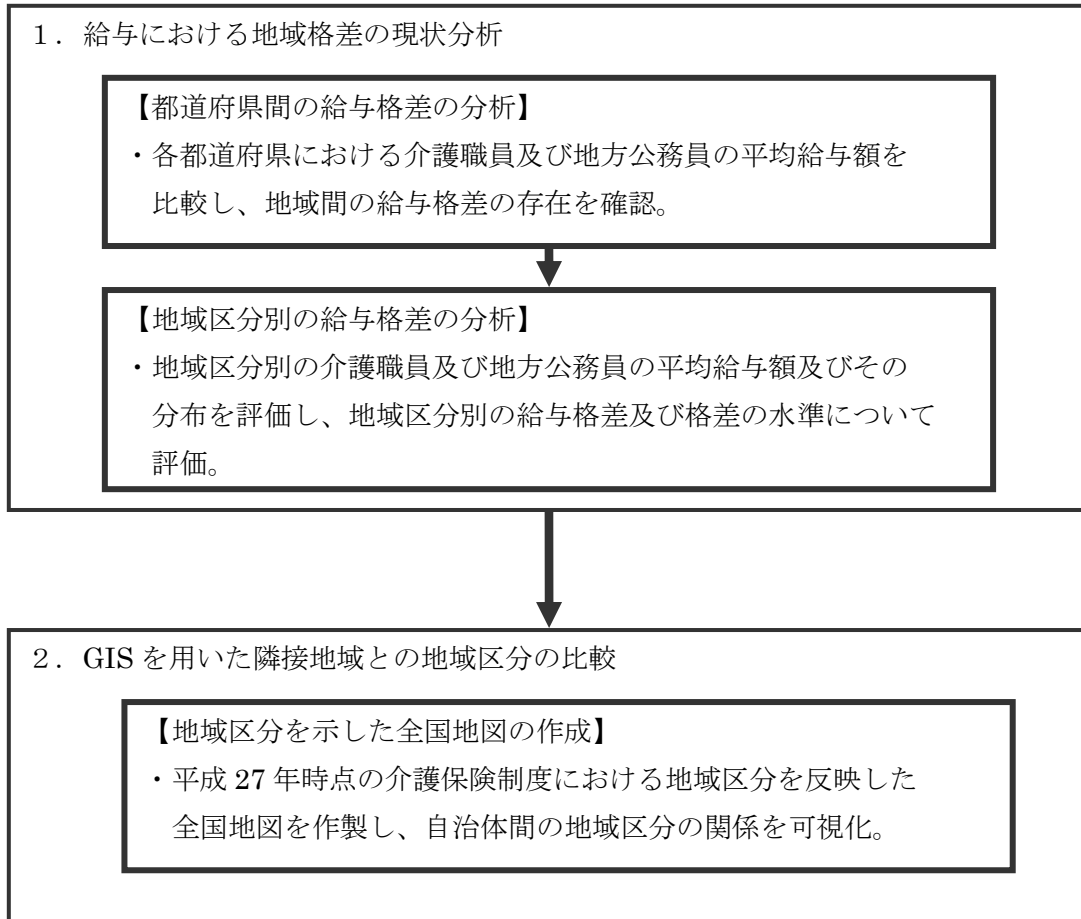 １．給与における地域格差の現状分析
【都道府県間の給与格差の分析】
・各都道府県における介護職員及び地方公務員の平均給与額を
比較し、地域間の給与格差の存在を確認。
【地域区分別の給与格差の分析】
・地域区分別の介護職員及び地方公務員の平均給与額及びその
分布を評価し、地域区分別の給与格差及び格差の水準について
評価。
２．GIS を用いた隣接地域との地域区分の比較
【地域区分を示した全国地図の作成】
・平成 27 年時点の介護保険制度における地域区分を反映した
全国地図を作製し、自治体間の地域区分の関係を可視化。